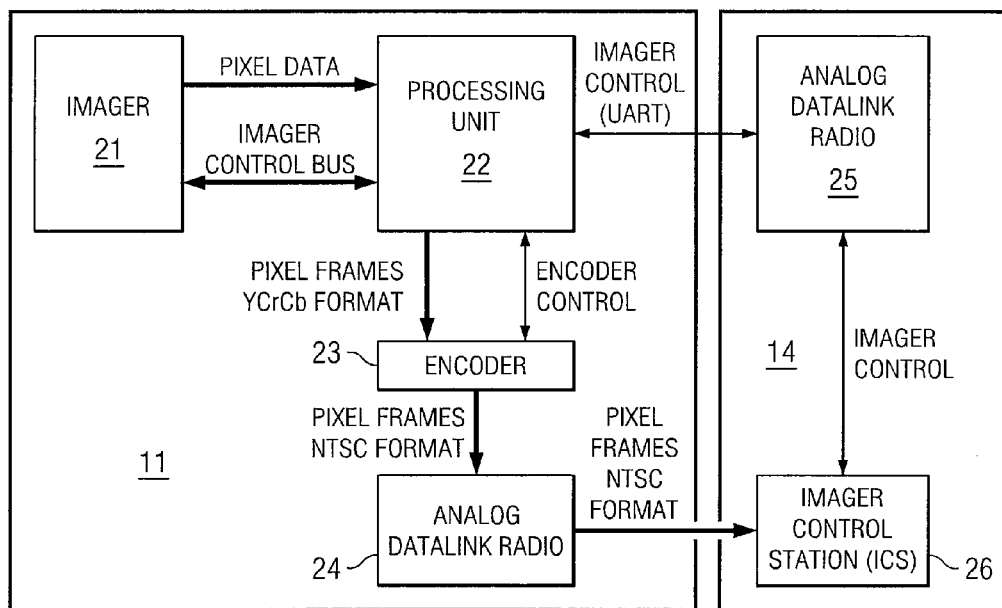 IMAGER
21
PIXEL DATA
IMAGER
CONTROL BUS
PROCESSING
UNIT
22
IMAGER
CONTROL
(UART)
ANALOG
DATALINK
RADIO
25
PIXEL FRAMES
YCrCb FORMAT
ENCODER
CONTROL
23
ENCODER
14
IMAGER
CONTROL
PIXEL FRAMES
NTSC FORMAT
PIXEL
FRAMES
NTSC
FORMAT
11
24
ANALOG
DATALINK RADIO
IMAGER
CONTROL
STATION (ICS)
26